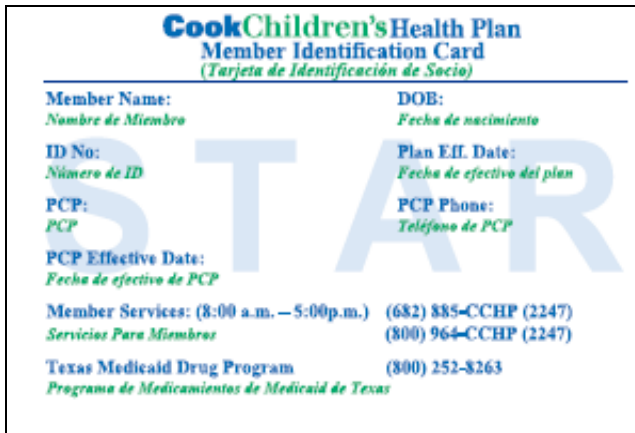 CookChildren's Health Plan
Member Identification Card
(Tarjeta de Identificación de Socio)
Member Name: DOB:
Nombre de Miembro Fecha de nacimiento
ID No: Plan Eff. Date:
Número de ID Fecha de efectivo del plan
PCP: PCP Phone:
PCP Teléfono de PCP
STAR
PCP Effective Date:
Fecha de efectivo de PCP
Member Services: (8:00 a.m. – 5:00p.m.) (682) 885-CCHP (2247)
Servicios Para Miembros (800) 964-CCHP (2247)
Texas Medicaid Drug Program (800) 252-8263
Programa de Medicamientos de Medicaid de Texas